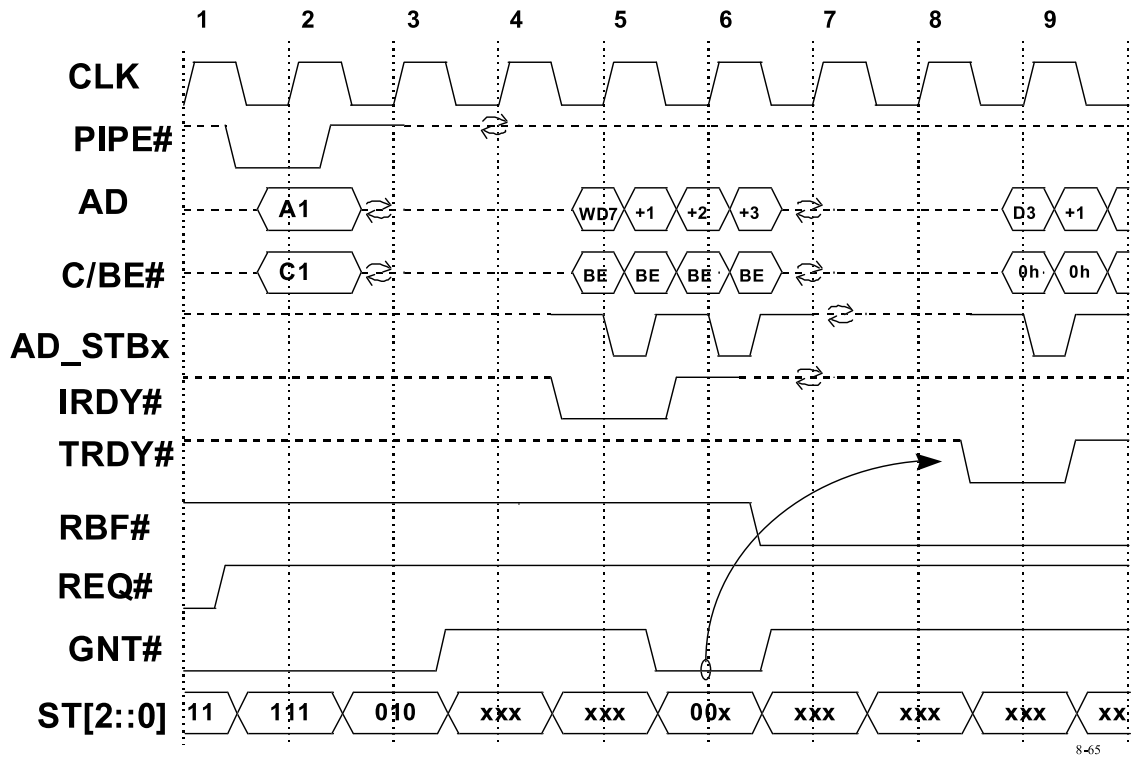 1 2 3 4 5 6 7 8 9
CLK
PIPE#
AD A1 WD7 +1 +2 +3 D3 +1
C/BE# C1 BE BE BE BE 0h 0h
AD_STBx
IRDY#
TRDY#
RBF#
REQ#
GNT#
ST[2::0] 11 111 010 xxx xxx 00x xxx xxx xxx xx
8-65